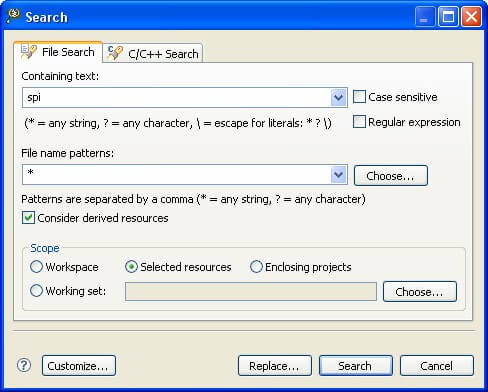 Search
File Search
C/C++ Search
Containing text:
spi
Case sensitive
(* = any string, ? = any character, \ = escape for literals: * ? \)
Regular expression
File name patterns:
*
Choose...
Patterns are separated by a comma (* = any string, ? = any character)
Consider derived resources
Scope
Workspace
Selected resources
Enclosing projects
Working set:
Choose...
?
Customize...
Replace...
Search
Cancel